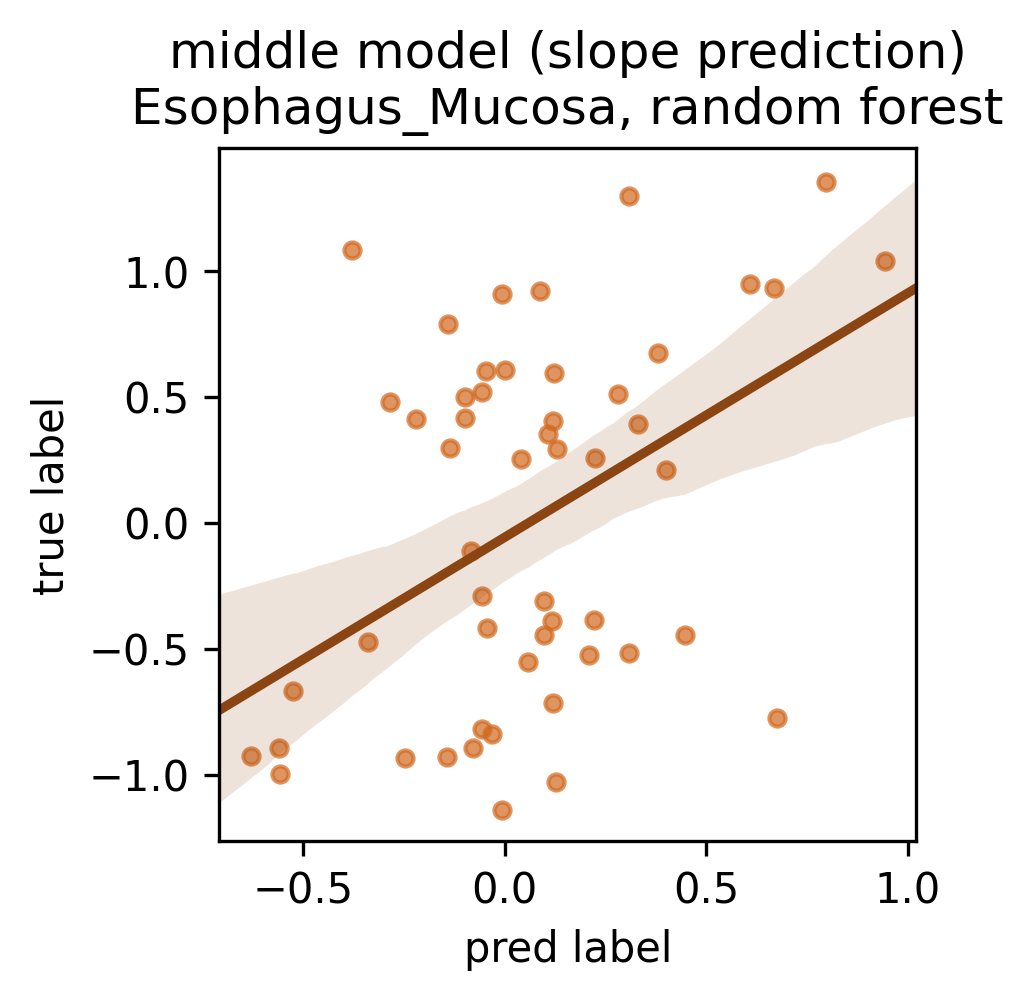 middle model (slope prediction)
Esophagus_Mucosa, random forest
true label
1.0
0.5
0.0
−0.5
−1.0
−0.5
0.0
0.5
1.0
pred label